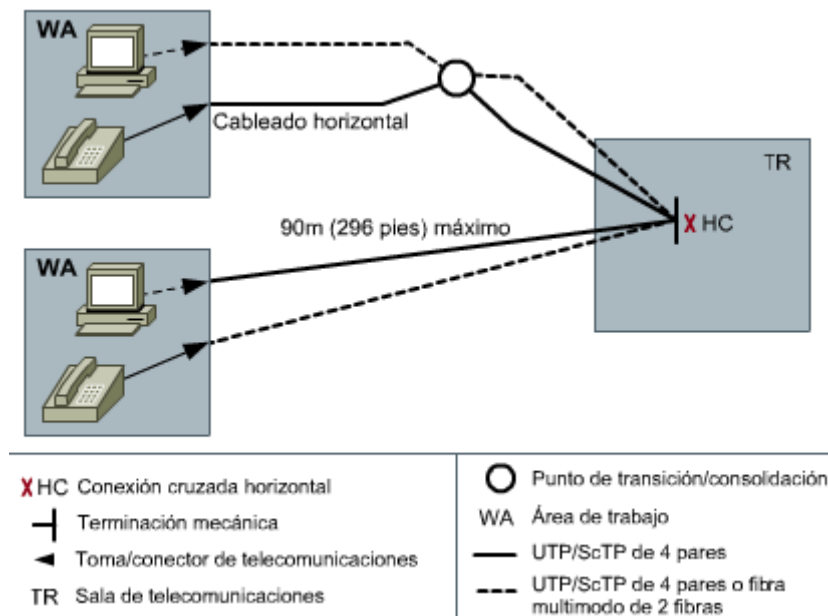 WA
Cableado horizontal
TR
90m (296 pies) máximo
HC
WA
HC Conexión cruzada horizontal
Terminación mecánica
Toma/conector de telecomunicaciones
TR Sala de telecomunicaciones
Punto de transición/consolidación
WA Área de trabajo
UTP/ScTP de 4 pares
UTP/ScTP de 4 pares o fibra
multimodo de 2 fibras